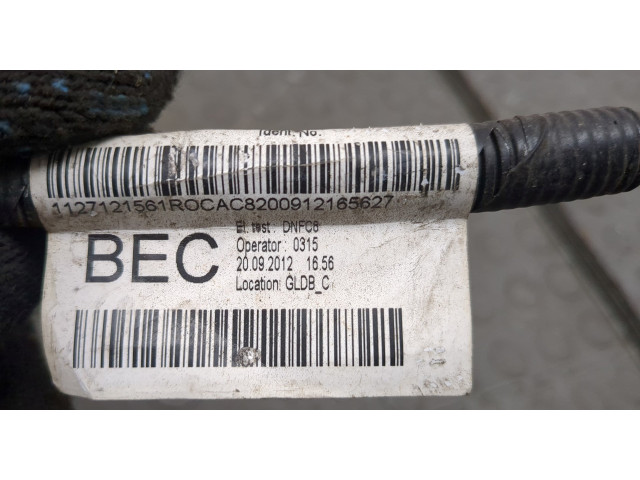 Ident. No.
1127121561ROCAC8200912165627
El. test : DNFC8
BEC
Operator : 0315
20.09.2012 16.56
Location: GLDB_C